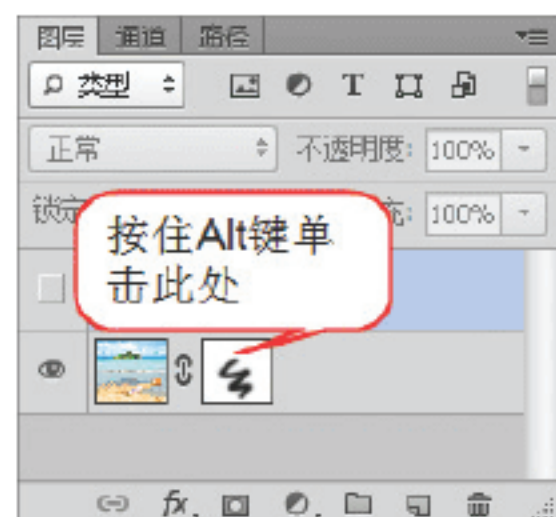 图层 通道 路径
类型 T
正常 不透明度: 100%
锁定 充: 100%
按住Alt键单
击此处
fx